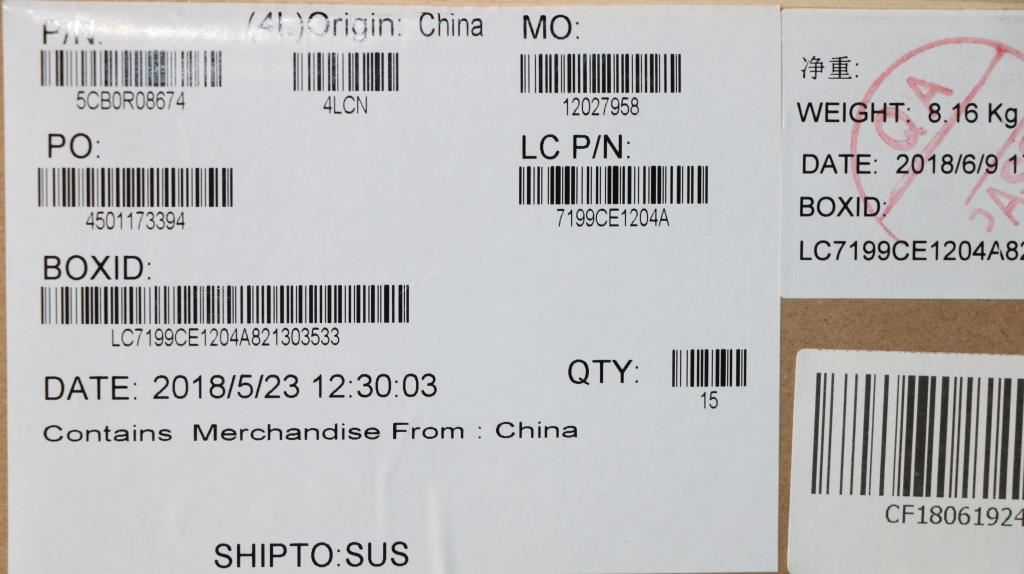 P/N:
(4L)Origin: China
MO:
5CB0R08674
4LCN
12027958
PO:
LC P/N:
4501173394
7199CE1204A
BOXID:
LC7199CE1204A821303533
DATE: 2018/5/23 12:30:03
QTY:
15
Contains Merchandise From : China
SHIPTO:SUS
净重:
WEIGHT: 8.16 Kg
DATE: 2018/6/9
BOXID:
LC7199CE1204A82
QA
PASS
CF18061924